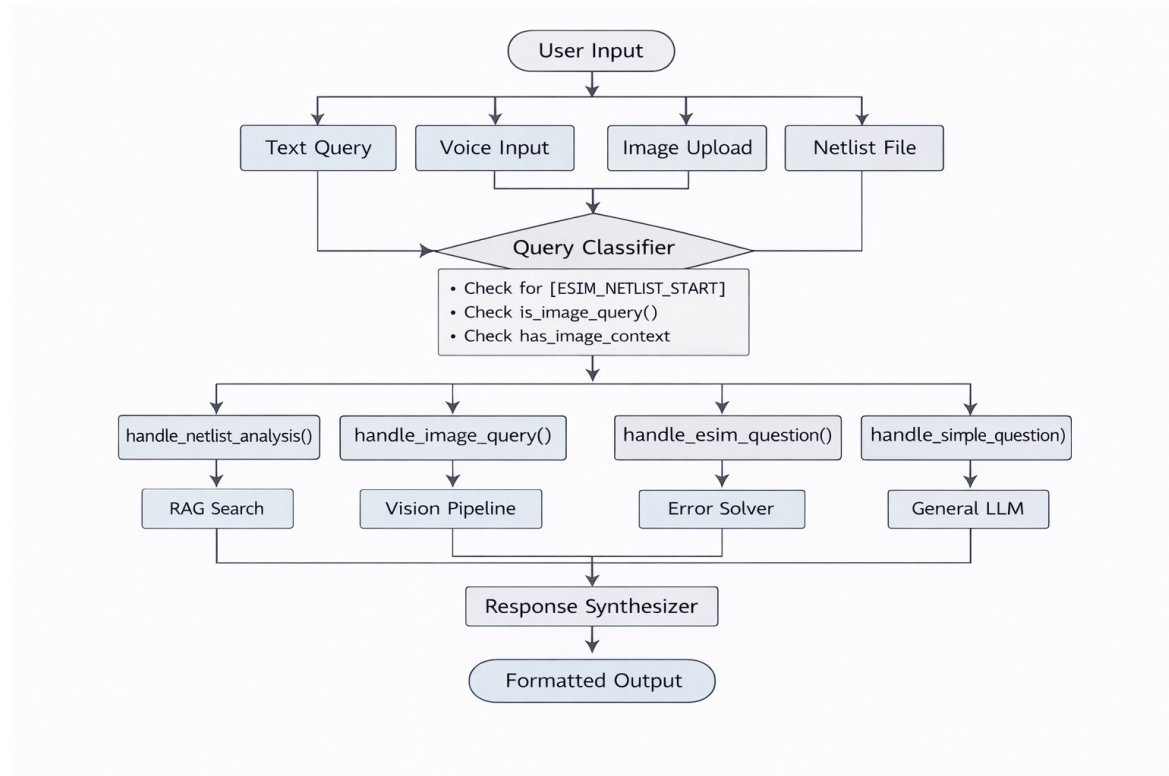 User Input
Text Query
Voice Input
Image Upload
Netlist File
Query Classifier
• Check for [ESIM_NETLIST_START]
• Check is_image_query()
• Check has_image_context
handle_netlist_analysis()
handle_image_query()
handle_esim_question()
handle_simple_question)
RAG Search
Vision Pipeline
Error Solver
General LLM
Response Synthesizer
Formatted Output